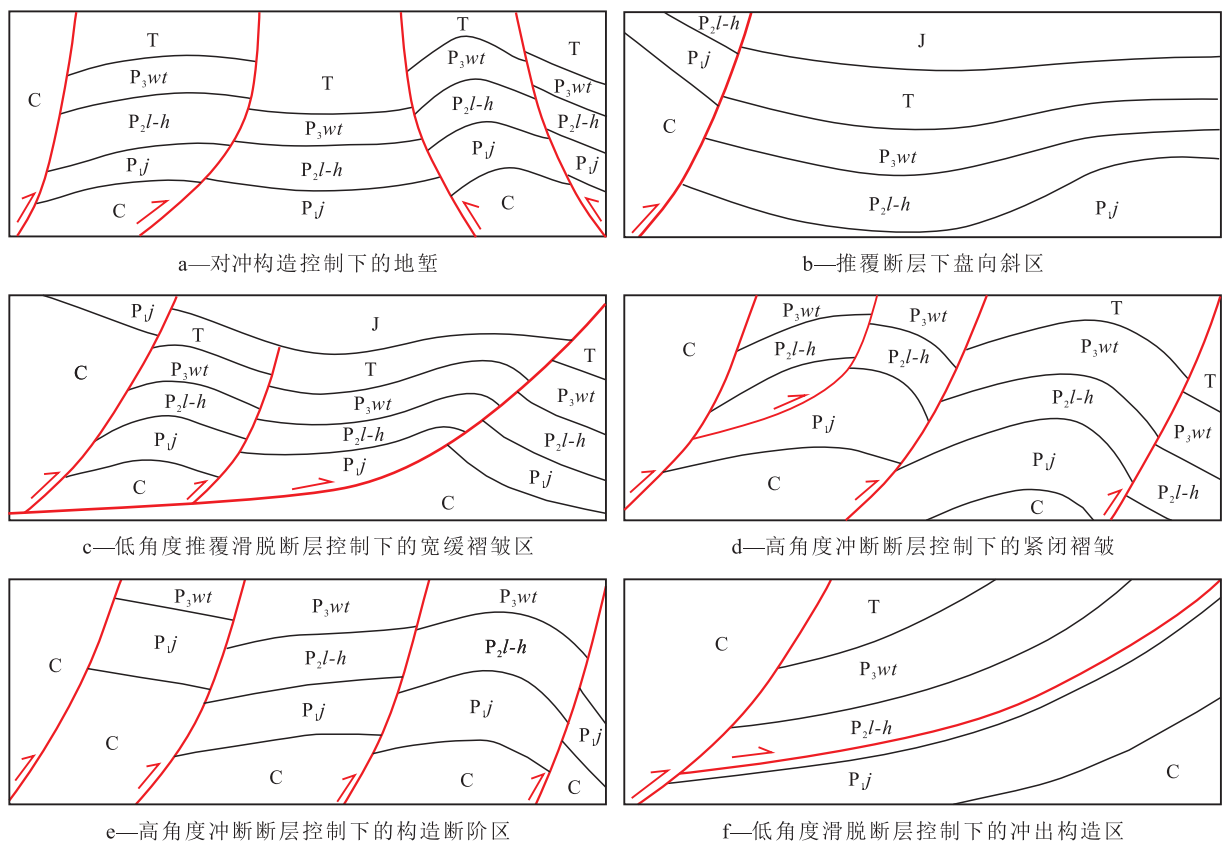 T
T
T
T
P₃wt
P₃wt
P₃wt
C
P₂l-h
P₂l-h
P₃wt
P₂l-h
P₁j
P₂l-h
P₁j
P₁j
C
P₁j
C
a—对冲构造控制下的地堑
P₂l-h
J
P₁j
T
C
P₃wt
P₂l-h
P₁j
b—推覆断层下盘向斜区
P₁j
J
T
T
T
C
P₃wt
P₃wt
P₃wt
P₂l-h
P₂l-h
P₂l-h
P₁j
P₁j
P₁j
C
C
c—低角度推覆滑脱断层控制下的宽缓褶皱区
P₃wt
P₃wt
T
C
P₂l-h
P₂l-h
P₃wt
T
P₂l-h
P₁j
P₃wt
P₁j
C
P₂l-h
C
d—高角度冲断断层控制下的紧闭褶皱
P₃wt
P₃wt
P₃wt
P₁j
P₂l-h
P₂l-h
C
P₁j
P₁j
C
P₁j
C
C
C
e—高角度冲断断层控制下的构造断阶区
T
C
P₃wt
P₂l-h
P₁j
C
f—低角度滑脱断层控制下的冲出构造区